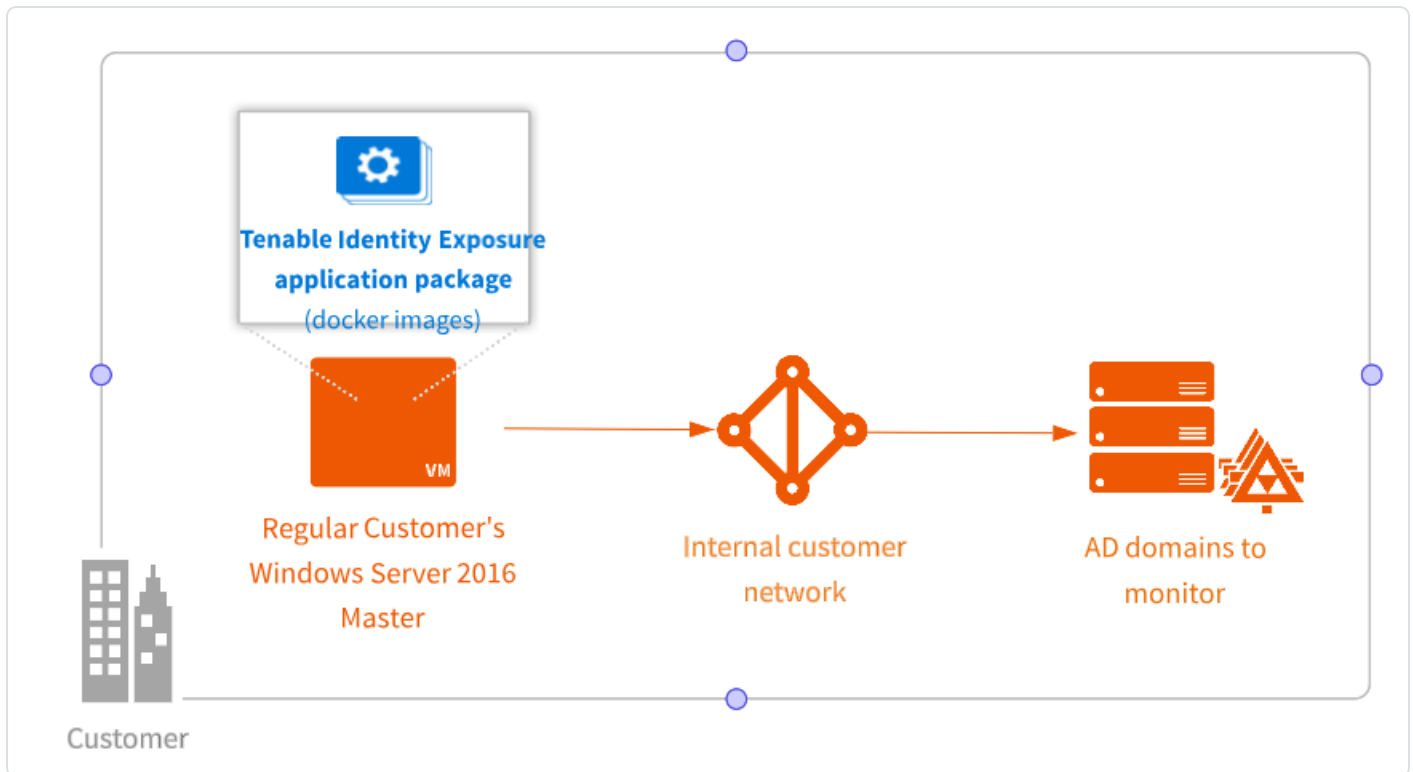 Tenable Identity Exposure
application package
(docker images)
VM
Regular Customer's
Windows Server 2016
Master
Internal customer
network
AD domains to
monitor
Customer